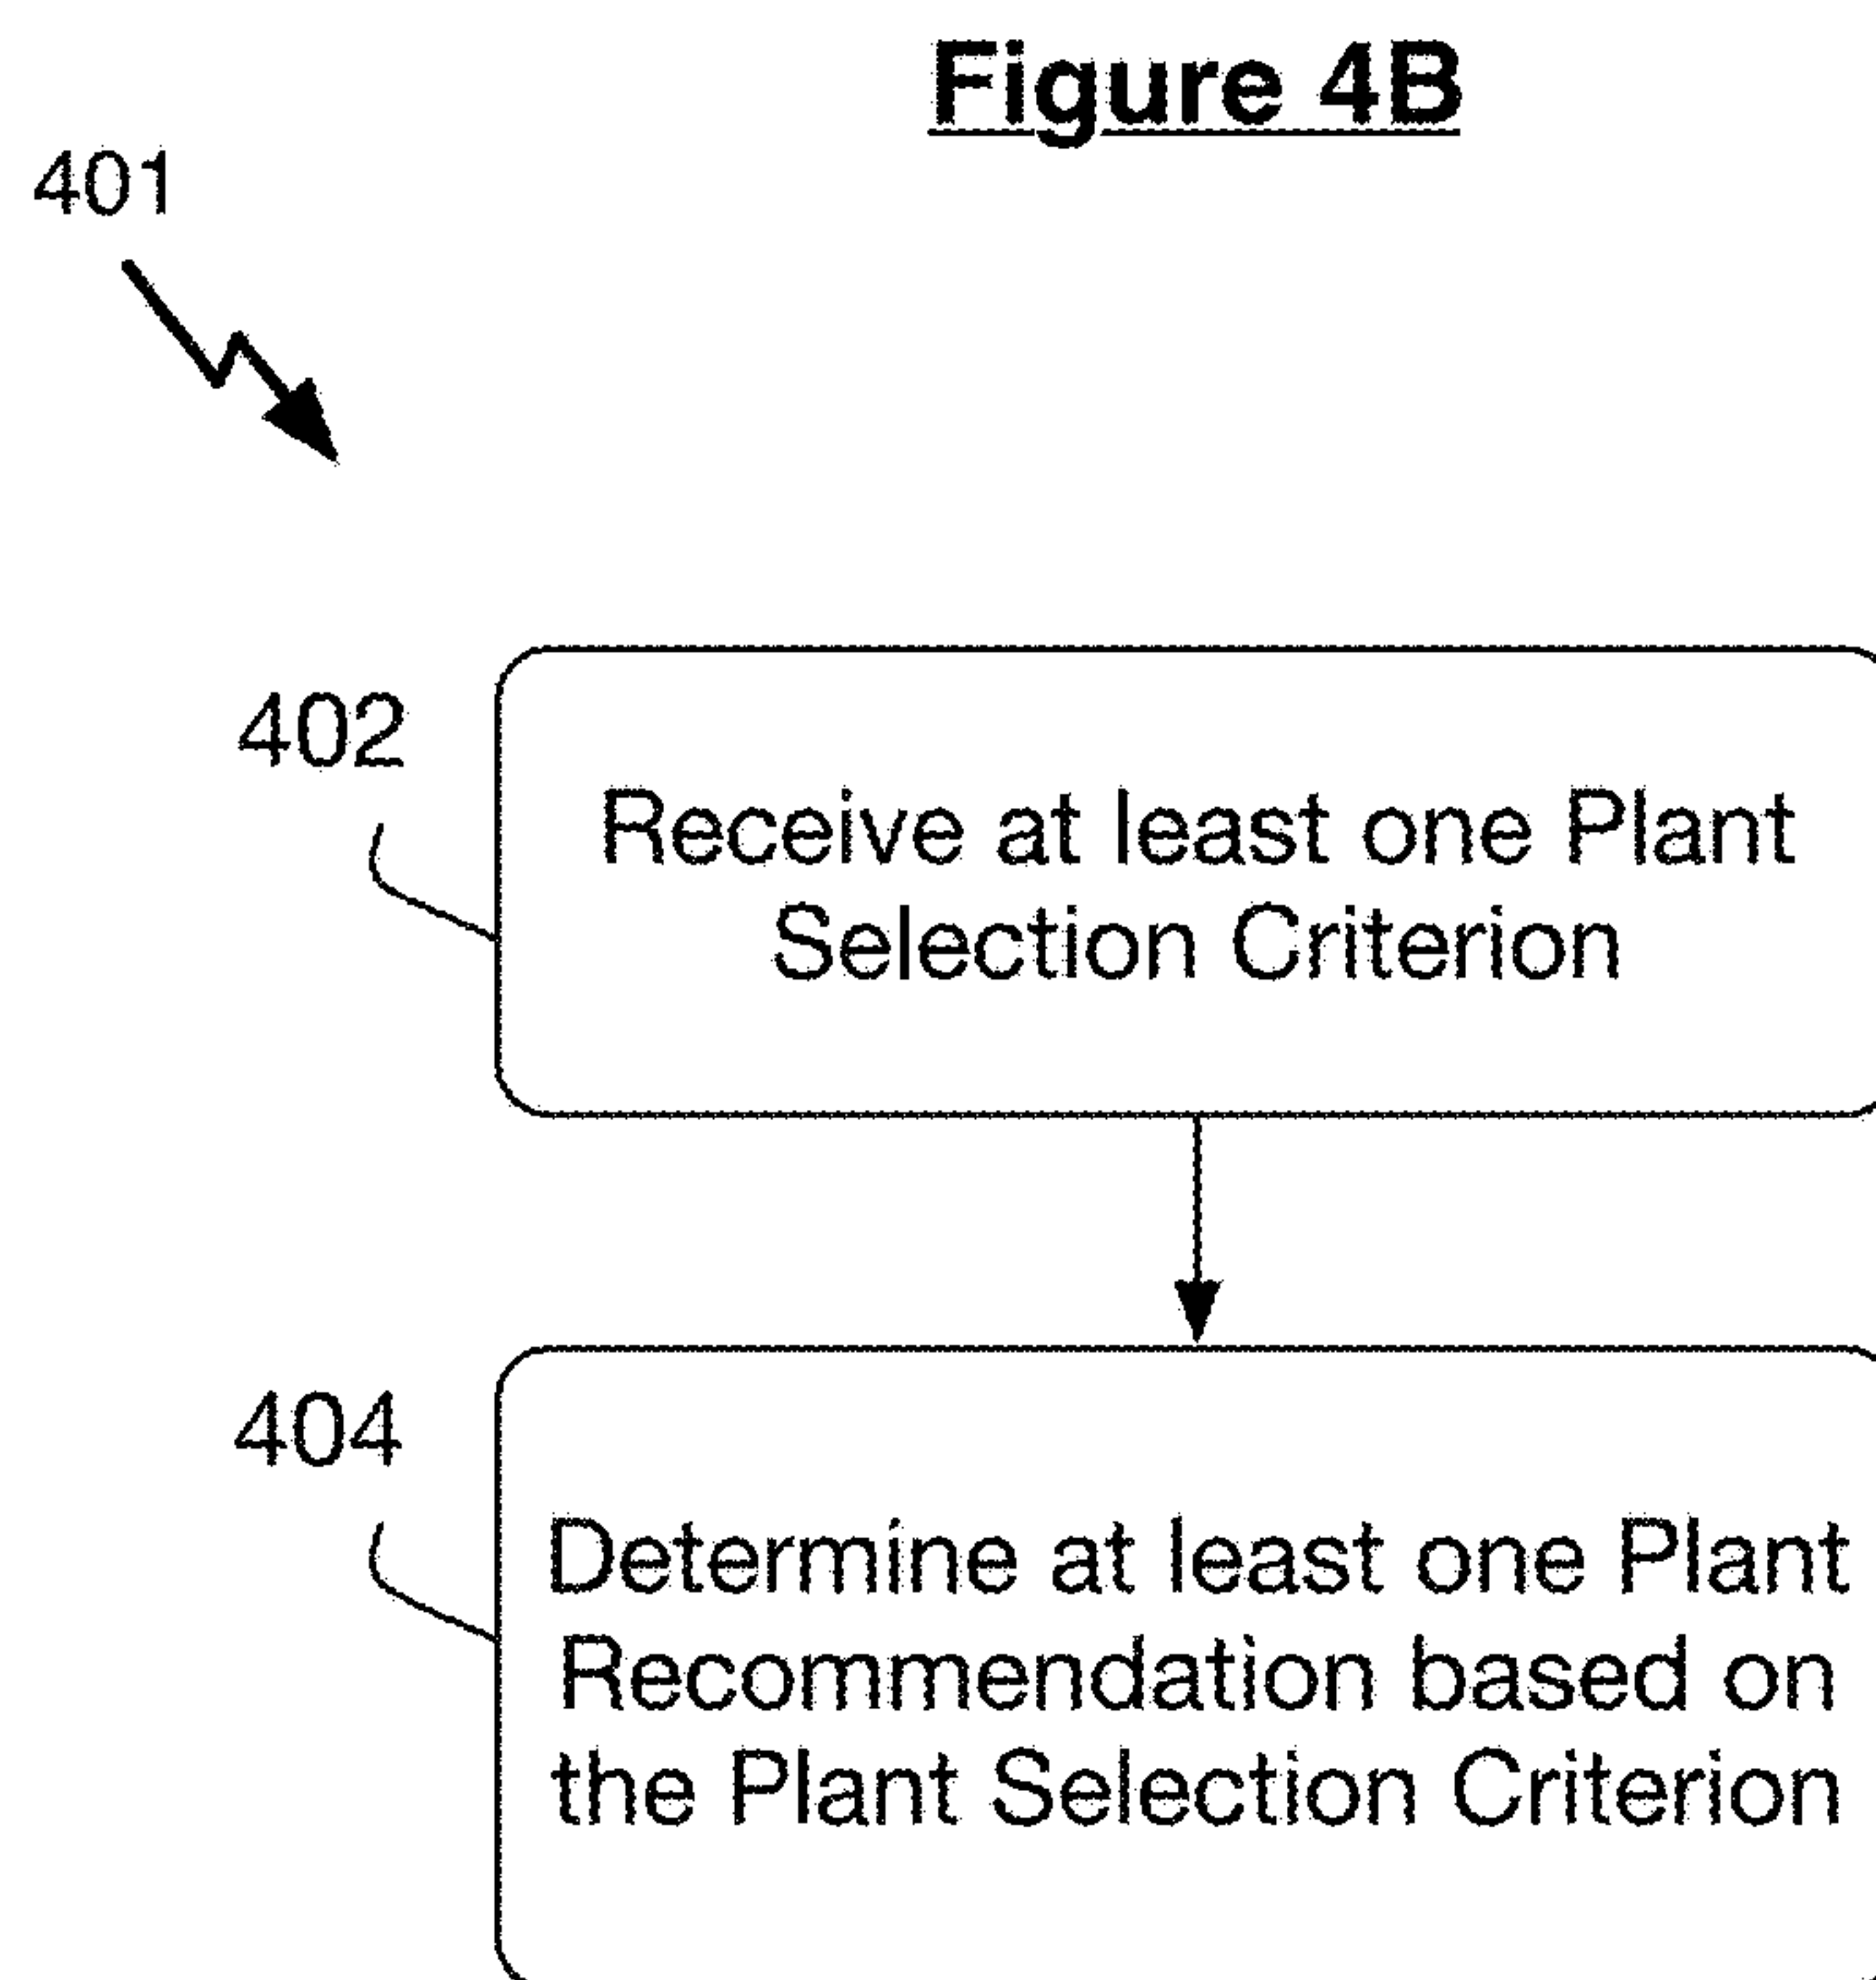 Figure 4B
401
402
Receive at least one Plant
Selection Criterion
404
Determine at least one Plant
Recommendation based on
the Plant Selection Criterion